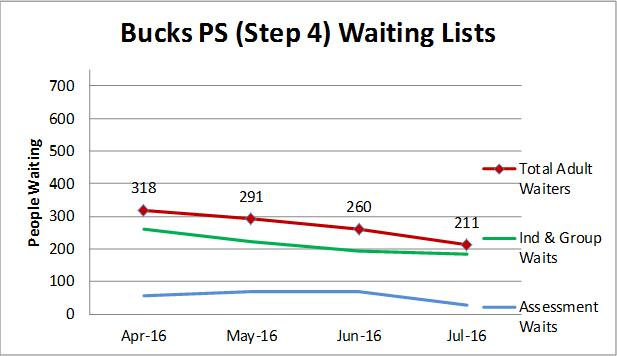 Bucks PS (Step 4) Waiting Lists
People Waiting
700
600
500
400
300
200
100
0
318
291
260
211
Apr-16
May-16
Jun-16
Jul-16
Total Adult
Waiters
Ind & Group
Waits
Assessment
Waits